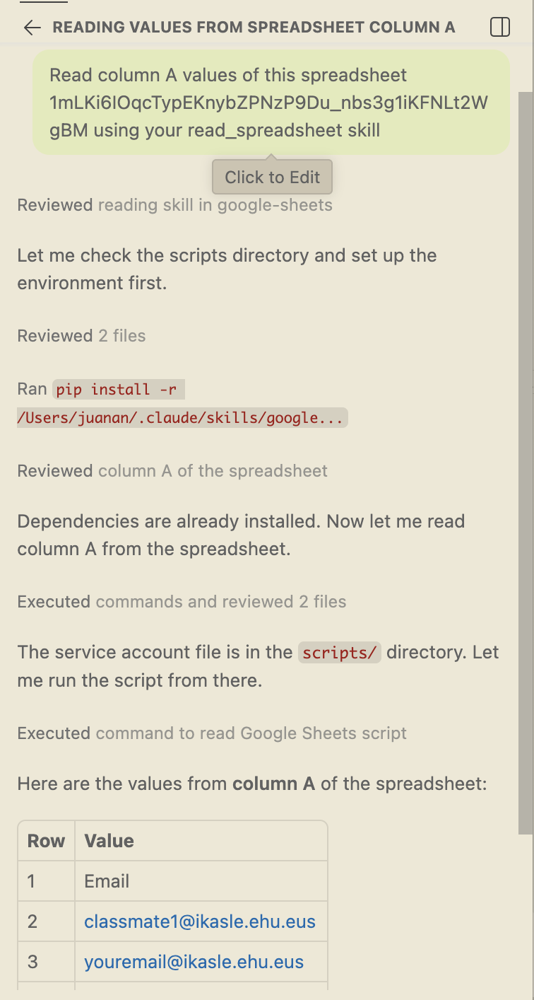 READING VALUES FROM SPREADSHEET COLUMN A
Read column A values of this spreadsheet
1mLKi6IOqcTypEKnybZPNzP9Du_nbs3g1iKFNLt2W
gBM using your read_spreadsheet skill
Click to Edit
Reviewed reading skill in google-sheets
Let me check the scripts directory and set up the
environment first.
Reviewed 2 files
Ran pip install -r
/Users/juanan/.claude/skills/google...
Reviewed column A of the spreadsheet
Dependencies are already installed. Now let me read
column A from the spreadsheet.
Executed commands and reviewed 2 files
The service account file is in the scripts/ directory. Let
me run the script from there.
Executed command to read Google Sheets script
Here are the values from column A of the spreadsheet:
Row Value
1 Email
2 classmate1@ikasle.ehu.eus
3 youremail@ikasle.ehu.eus